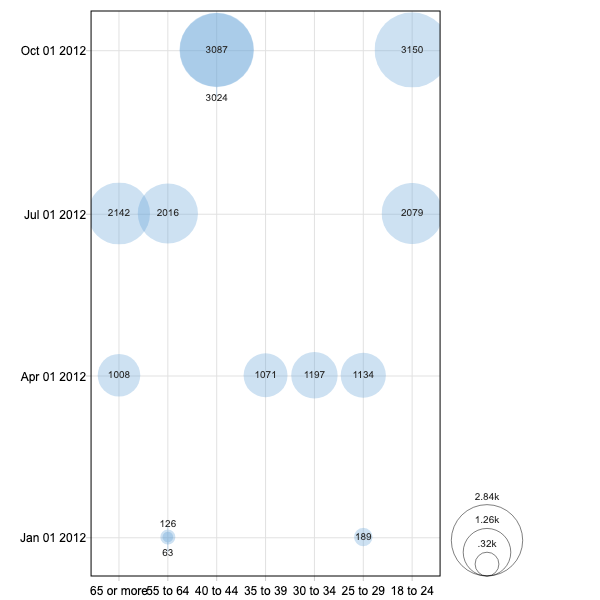 Oct 01 2012
3087
3150
3024
Jul 01 2012
2142
2016
2079
Apr 01 2012
1008
1071
1197
1134
2.84k
1.26k
.32k
126
Jan 01 2012
189
63
65 or more
55 to 64
40 to 44
35 to 39
30 to 34
25 to 29
18 to 24